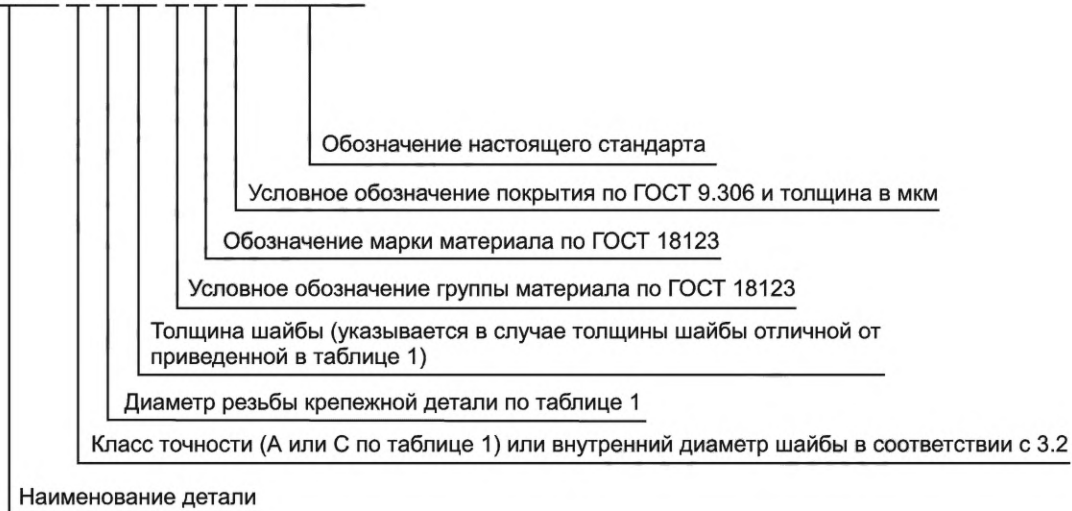 Обозначение настоящего стандарта
Условное обозначение покрытия по ГОСТ 9.306 и толщина в мкм
Обозначение марки материала по ГОСТ 18123
Условное обозначение группы материала по ГОСТ 18123
Толщина шайбы (указывается в случае толщины шайбы отличной от
приведенной в таблице 1)
Диаметр резьбы крепежной детали по таблице 1
Класс точности (А или С по таблице 1) или внутренний диаметр шайбы в соответствии с 3.2
Наименование детали